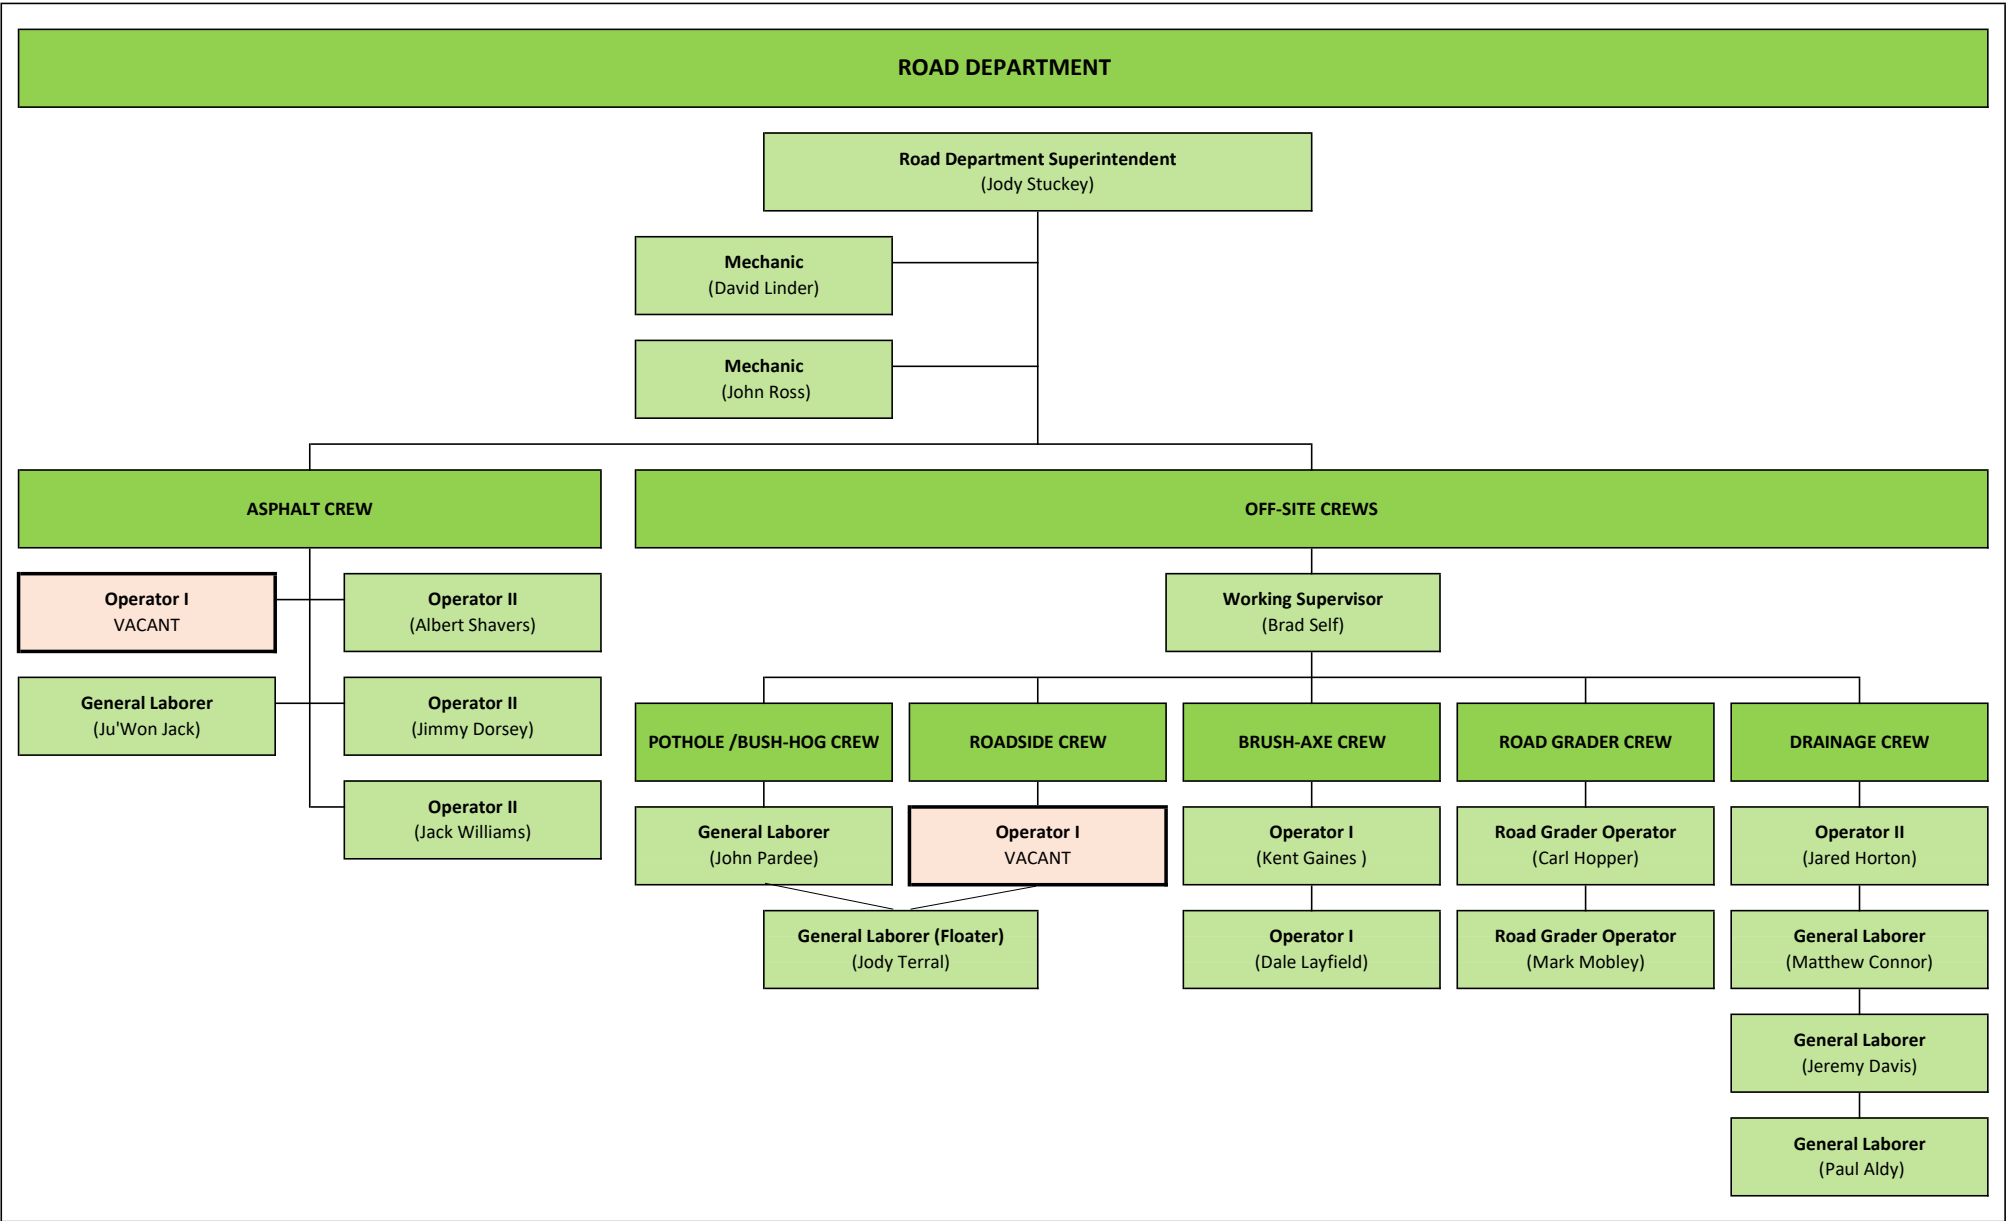 ROAD DEPARTMENT
Road Department Superintendent
(Jody Stuckey)
Mechanic
(David Linder)
Mechanic
(John Ross)
ASPHALT CREW
Operator I
VACANT
Operator II
(Albert Shavers)
General Laborer
(Ju'Won Jack)
Operator II
(Jimmy Dorsey)
Operator II
(Jack Williams)
OFF-SITE CREWS
Working Supervisor
(Brad Self)
POTHOLE /BUSH-HOG CREW
General Laborer
(John Pardee)
ROADSIDE CREW
Operator I
VACANT
General Laborer (Floater)
(Jody Terral)
BRUSH-AXE CREW
Operator I
(Kent Gaines )
Operator I
(Dale Layfield)
ROAD GRADER CREW
Road Grader Operator
(Carl Hopper)
Road Grader Operator
(Mark Mobley)
DRAINAGE CREW
Operator II
(Jared Horton)
General Laborer
(Matthew Connor)
General Laborer
(Jeremy Davis)
General Laborer
(Paul Aldy)